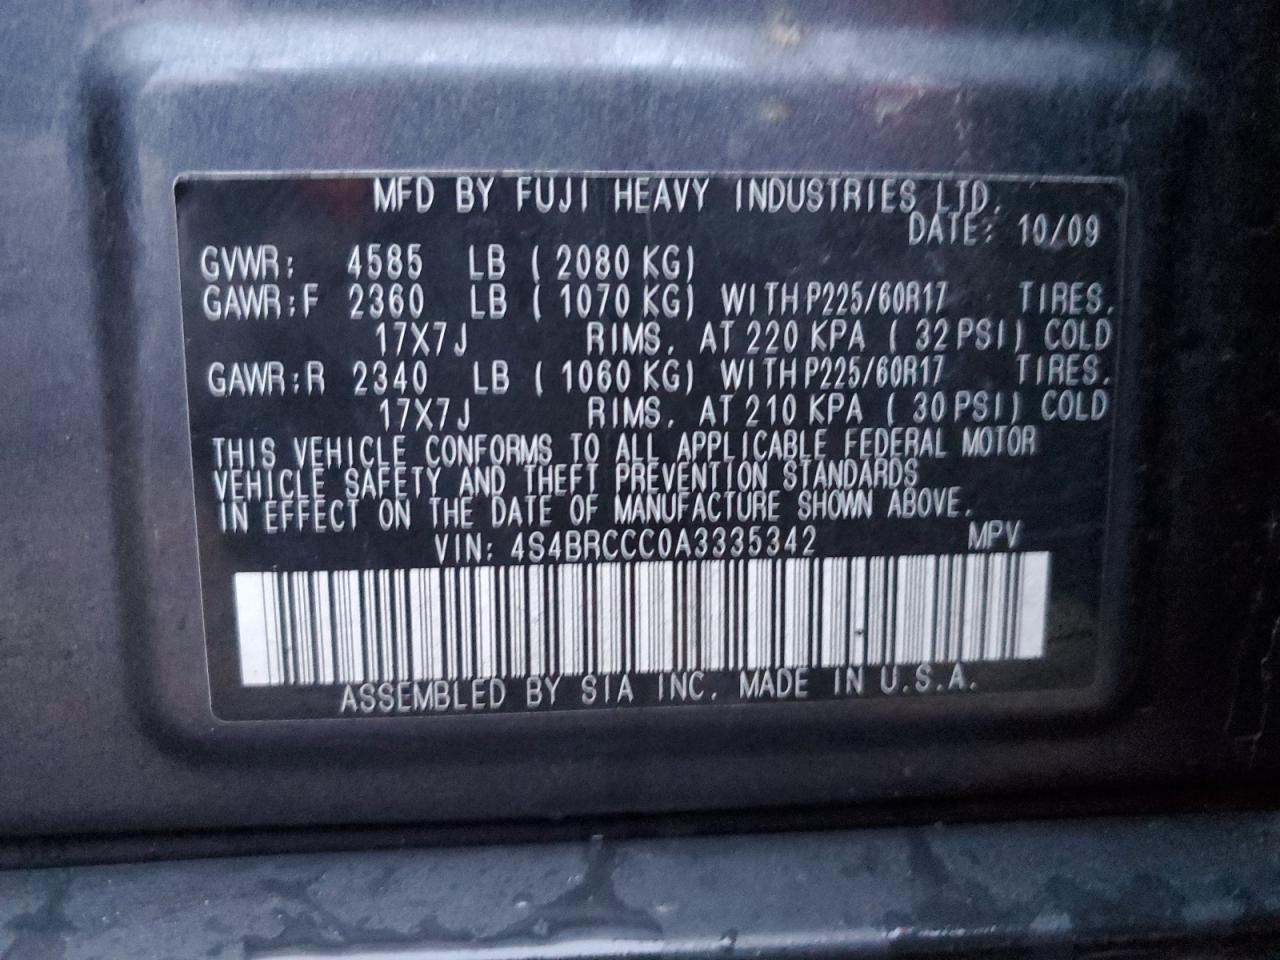 MFD BY FUJI HEAVY INDUSTRIES LTD.
DATE: 10/09
GVWR: 4585 LB ( 2080 KG)
GAWR:F 2360 LB ( 1070 KG) WITH P225/60R17 TIRES.
17X7J RIMS. AT 220 KPA ( 32 PSI) COLD
GAWR:R 2340 LB ( 1060 KG) WITH P225/60R17 TIRES.
17X7J RIMS. AT 210 KPA ( 30 PSI) COLD
THIS VEHICLE CONFORMS TO ALL APPLICABLE FEDERAL MOTOR
VEHICLE SAFETY AND THEFT PREVENTION STANDARDS
IN EFFECT ON THE DATE OF MANUFACTURE SHOWN ABOVE.
VIN: 4S4BRCCC0A3335342 MPV
ASSEMBLED BY SIA INC. MADE IN U.S.A.